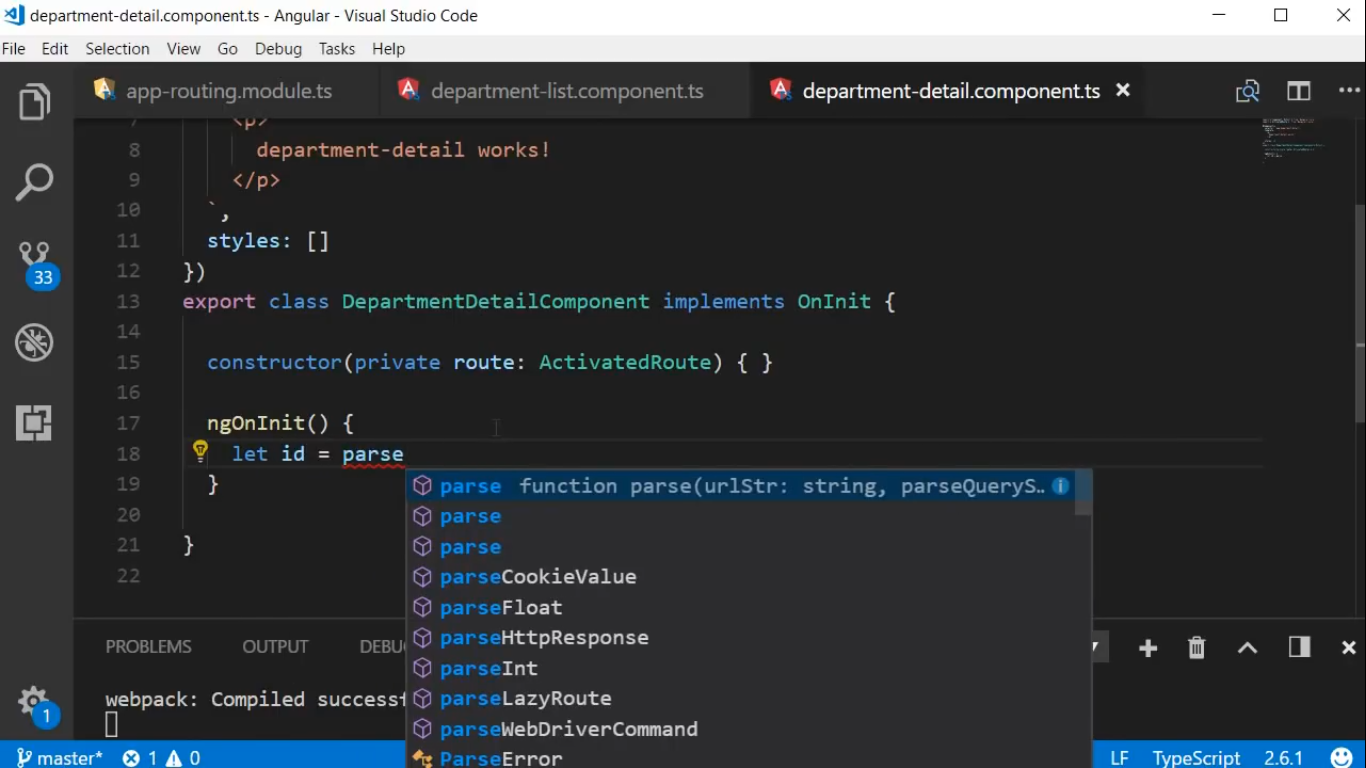 department-detail.component.ts - Angular - Visual Studio Code
File Edit Selection View Go Debug Tasks Help
app-routing.module.ts department-list.component.ts department-detail.component.ts
7 <p>
8 department-detail works!
9 </p>
10 `,
11 styles: []
12 })
13 export class DepartmentDetailComponent implements OnInit {
14
15 constructor(private route: ActivatedRoute) { }
16
17 ngOnInit() {
18 let id = parse
19 }
20
21 }
22
parse function parse(urlStr: string, parseQueryS…
parse
parse
parseCookieValue
parseFloat
parseHttpResponse
parseInt
parseLazyRoute
parseWebDriverCommand
ParseError
33
1
PROBLEMS OUTPUT DEBU
webpack: Compiled successf
master* 1 0 LF TypeScript 2.6.1